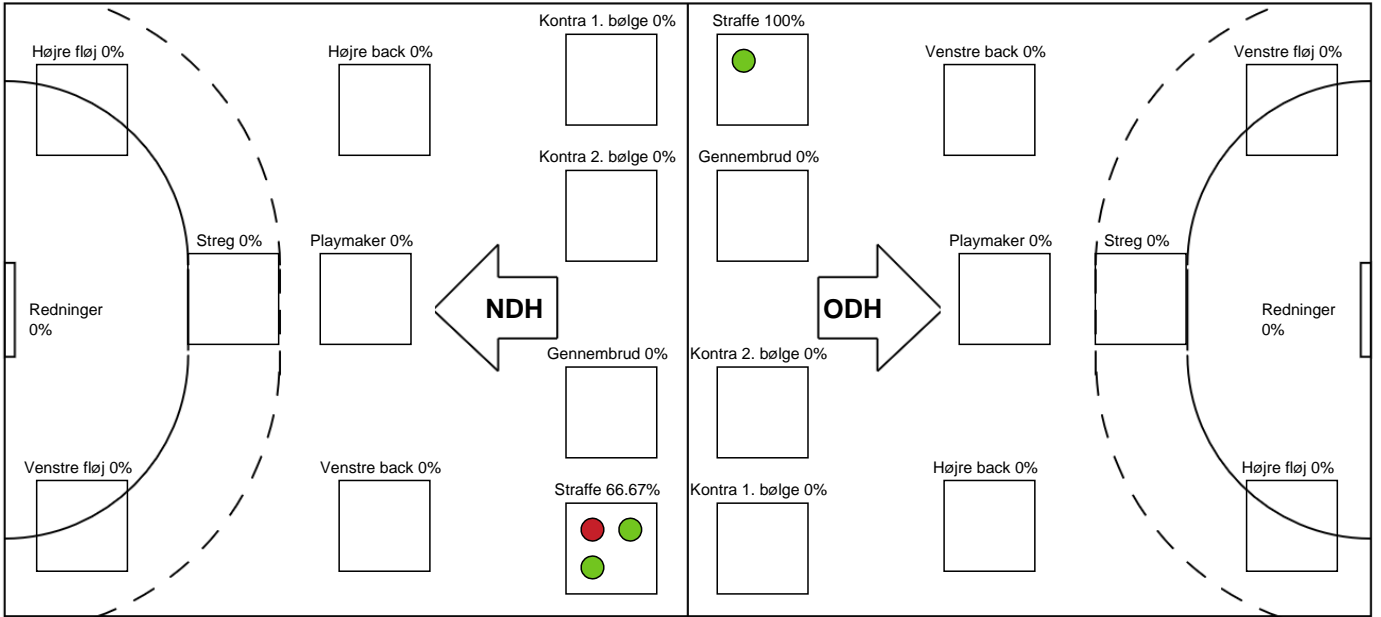 Kontra 1. bølge 0%
Straffe 100%
Højre fløj 0%
Højre back 0%
Venstre back 0%
Venstre fløj 0%
Kontra 2. bølge 0%
Gennembrud 0%
Streg 0%
Playmaker 0%
Playmaker 0%
Streg 0%
Redninger
0%
NDH
ODH
Redninger
0%
Gennembrud 0%
Kontra 2. bølge 0%
Venstre fløj 0%
Venstre back 0%
Højre back 0%
Højre fløj 0%
Straffe 66.67%
Kontra 1. bølge 0%